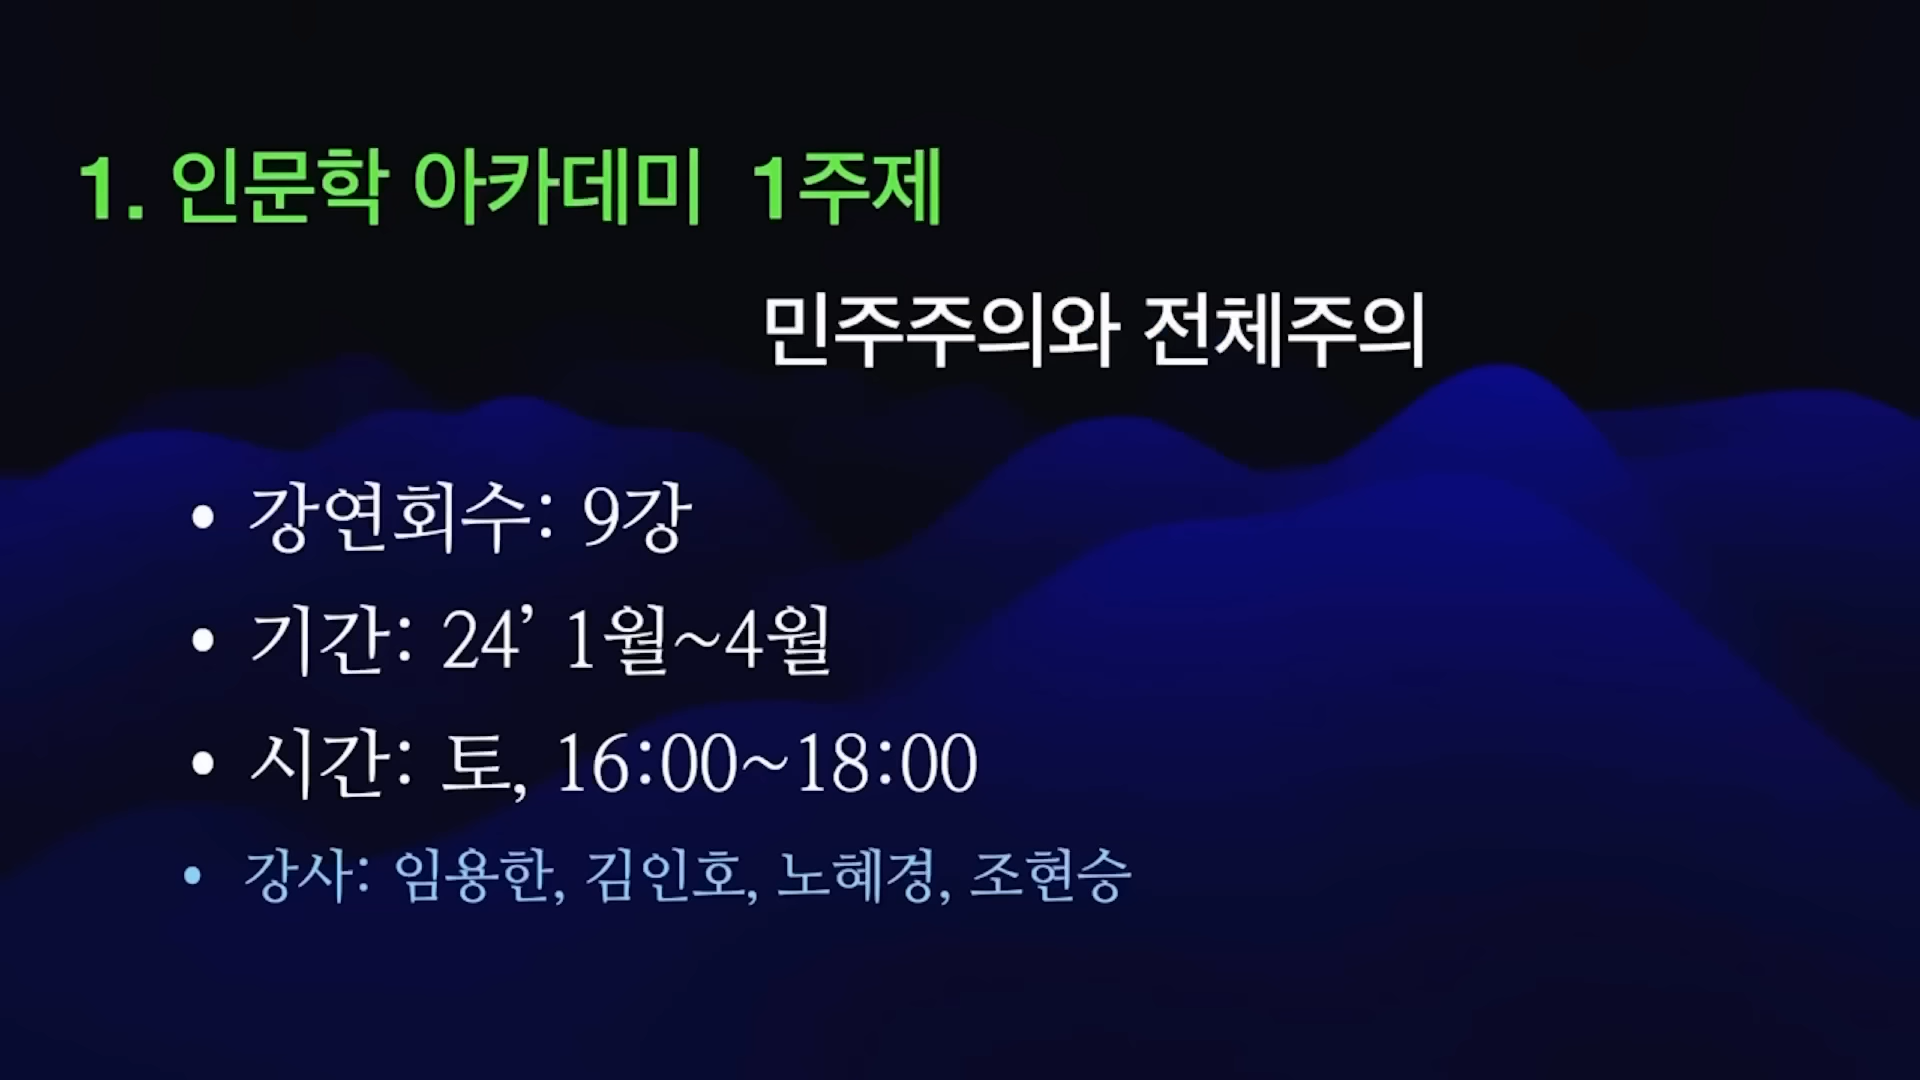 1. 인문학 아카데미 1주제
민주주의와 전체주의
• 강연회수: 9강
• 기간: 24’ 1월~4월
• 시간: 토, 16:00~18:00
• 강사: 임용한, 김인호, 노혜경, 조현승